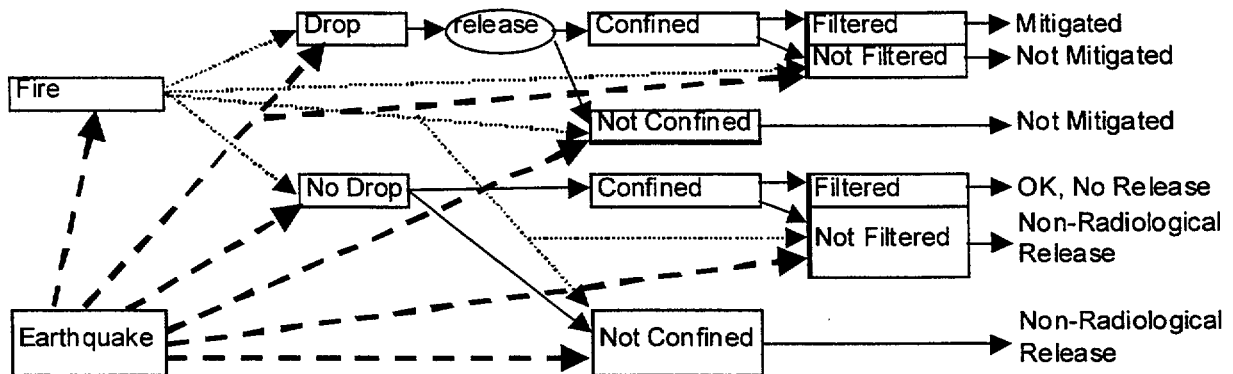 Drop
release
Confined
Filtered
Mitigated
Not Filtered
Not Mitigated
Fire
Not Confined
Not Mitigated
No Drop
Confined
Filtered
OK, No Release
Not Filtered
Non-Radiological
Release
Earthquake
Not Confined
Non-Radiological
Release